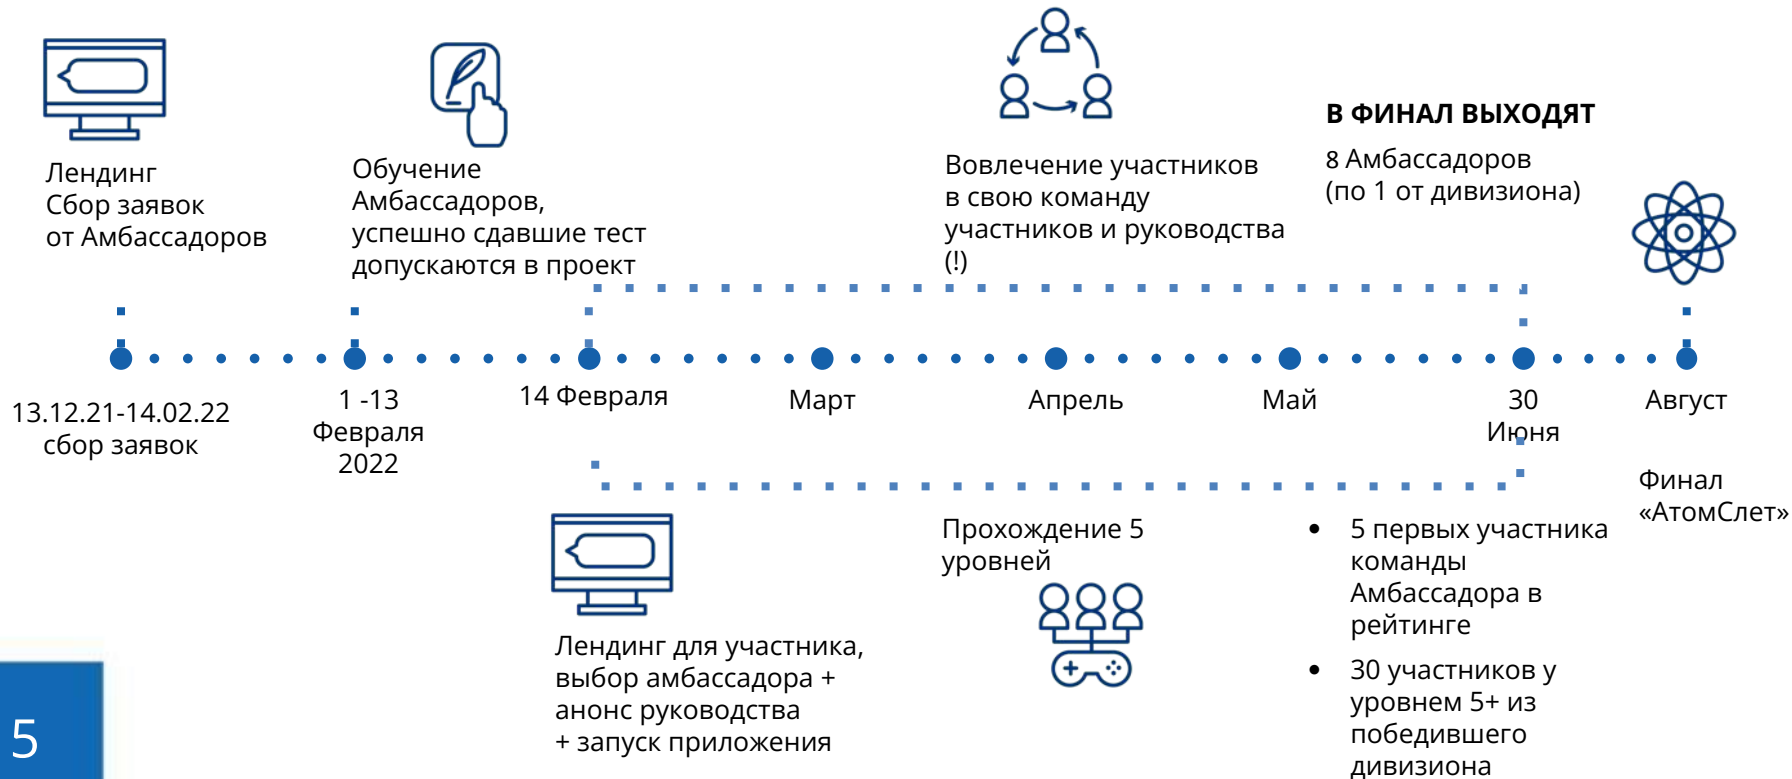 Лендинг
Сбор заявок
от Амбассадоров
Обучение
Амбассадоров,
успешно сдавшие тест
допускаются в проект
Вовлечение участников
в свою команду
участников и руководства
(!)
В ФИНАЛ ВЫХОДЯТ
8 Амбассадоров
(по 1 от дивизиона)
13.12.21-14.02.22
сбор заявок
1 -13
Февраля
2022
14 Февраля
Март
Апрель
Май
30
Июня
Август
Финал
«АтомСлет»
Лендинг для участника,
выбор амбассадора +
анонс руководства
+ запуск приложения
Прохождение 5
уровней
• 5 первых участника
команды
Амбассадора в
рейтинге
• 30 участников у
уровнем 5+ из
победившего
дивизиона
5